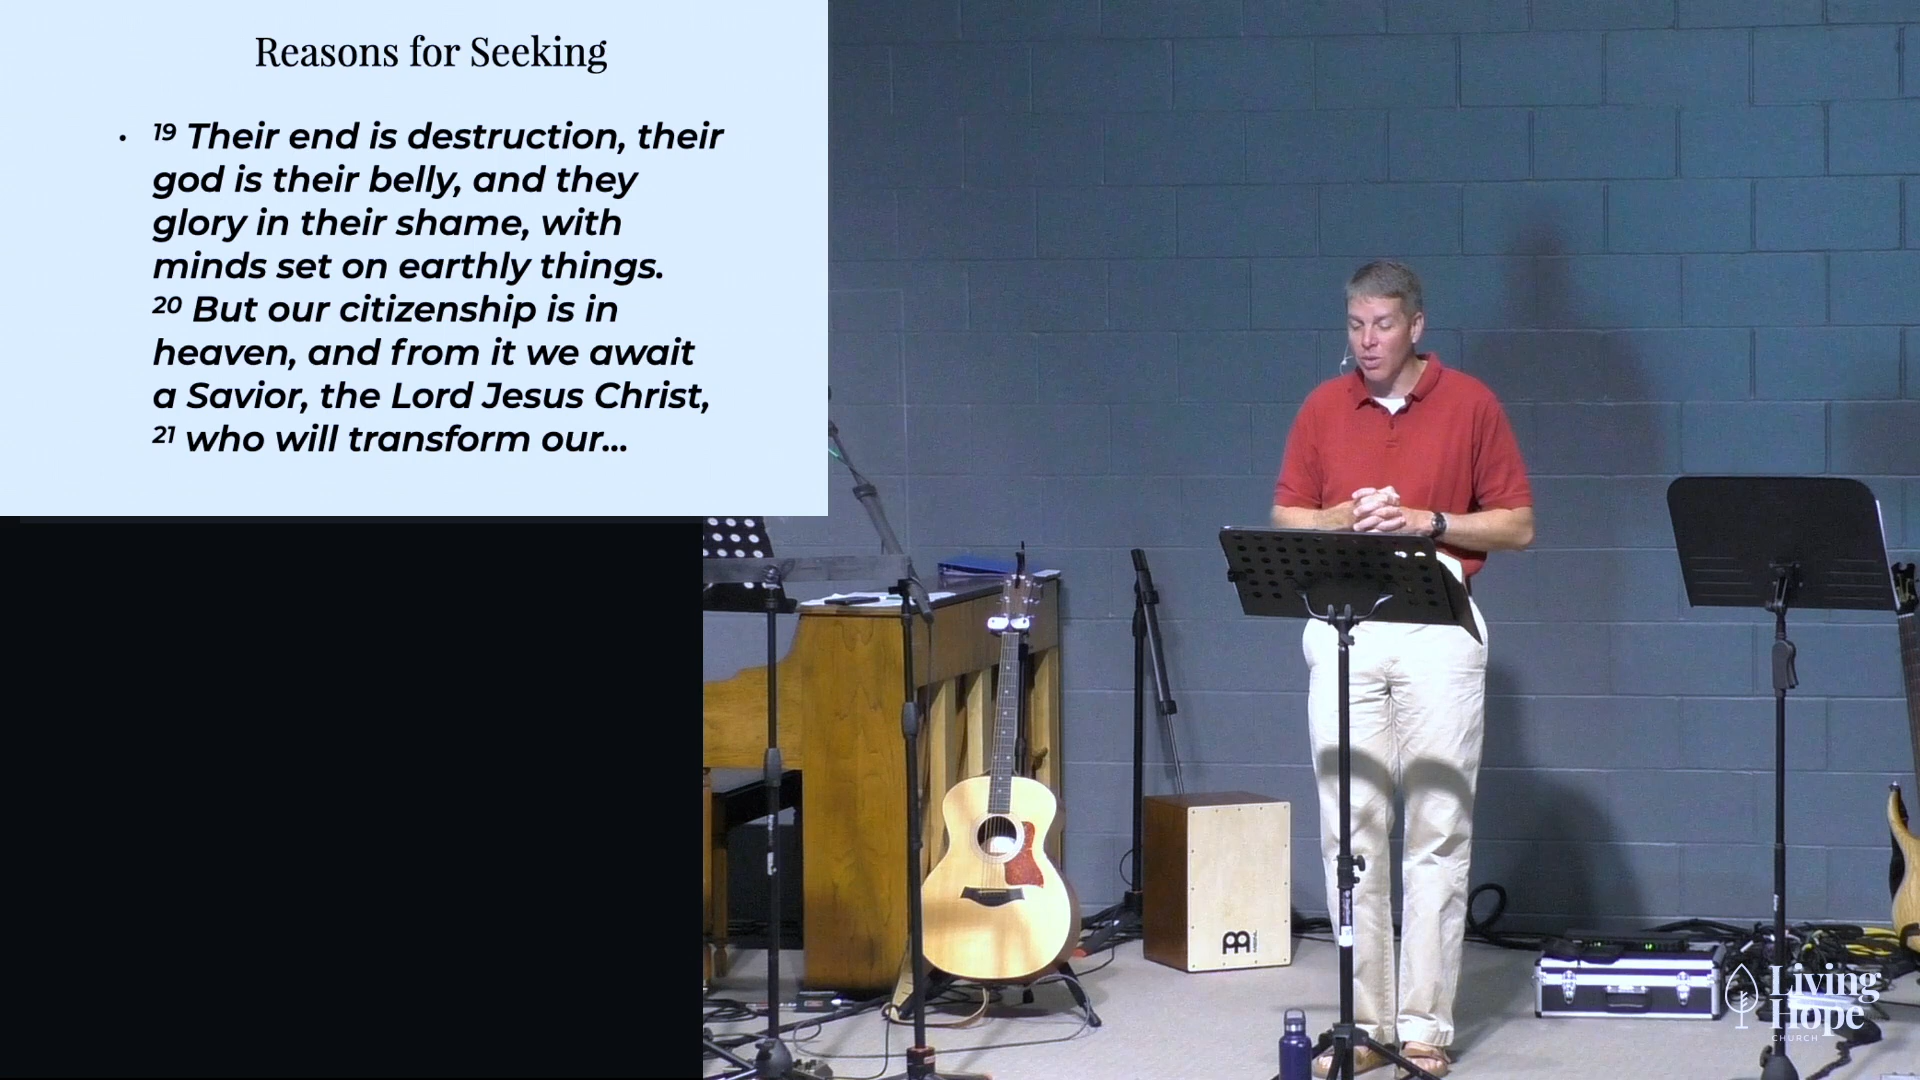 Reasons for Seeking
• 19 Their end is destruction, their
god is their belly, and they
glory in their shame, with
minds set on earthly things.
20 But our citizenship is in
heaven, and from it we await
a Savior, the Lord Jesus Christ,
21 who will transform our...
Living
Hope
CHURCH